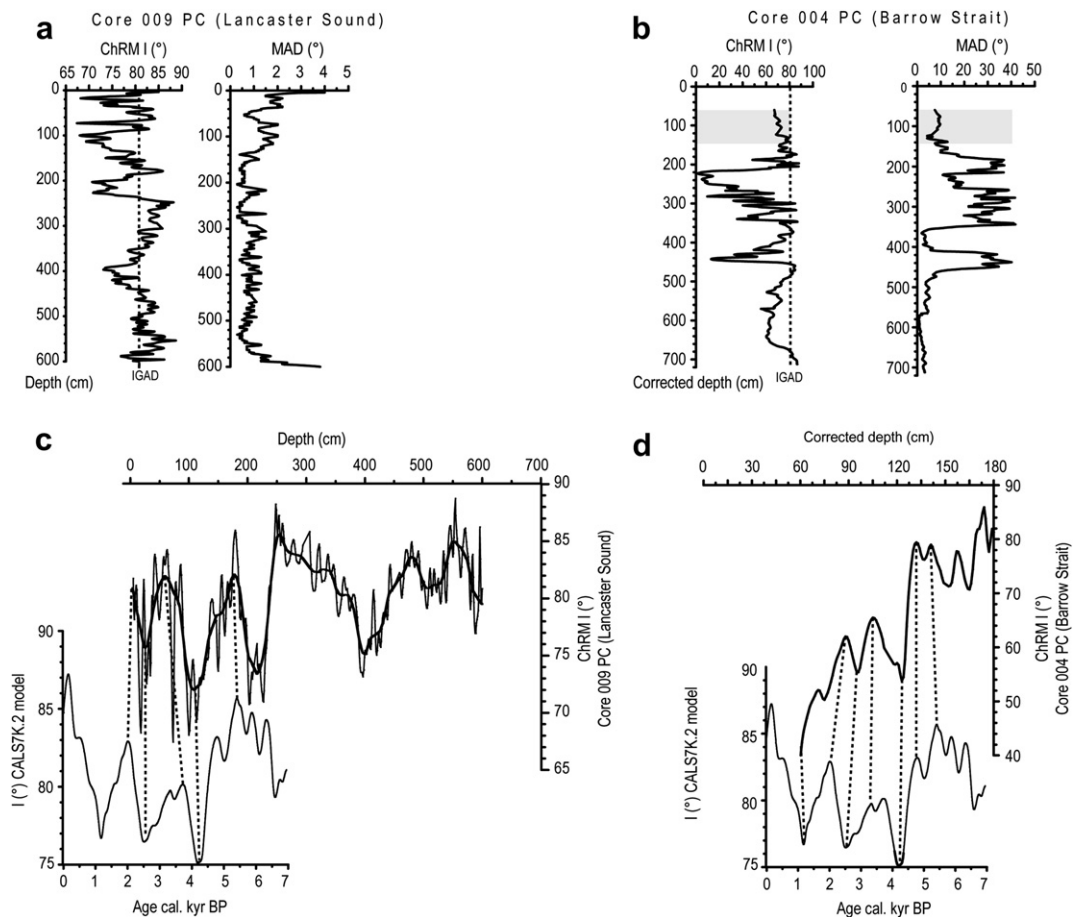 a
Core 009 PC (Lancaster Sound)
ChRM I (°)
65 70 75 80 85 90
MAD (°)
0 1 2 3 4 5
0
100
200
300
400
500
600
IGAD
Depth (cm)
0
100
200
300
400
500
600
b
Core 004 PC (Barrow Strait)
ChRM I (°)
0 20 40 60 80 100
MAD (°)
0 10 20 30 40 50
0
100
200
300
400
500
600
700
IGAD
Corrected depth (cm)
0
100
200
300
400
500
600
700
c
Depth (cm)
0 100 200 300 400 500 600 700
90
85
80
75
70
65
ChRM I (°)
Core 009 PC (Lancaster Sound)
90
85
80
75
I (°) CALS7K.2 model
0 1 2 3 4 5 6 7
Age cal. kyr BP
d
Corrected depth (cm)
0 30 60 90 120 150 180
90
80
70
60
50
40
ChRM I (°)
Core 004 PC (Barrow Strait)
90
85
80
75
I (°) CALS7K.2 model
0 1 2 3 4 5 6 7
Age cal. kyr BP